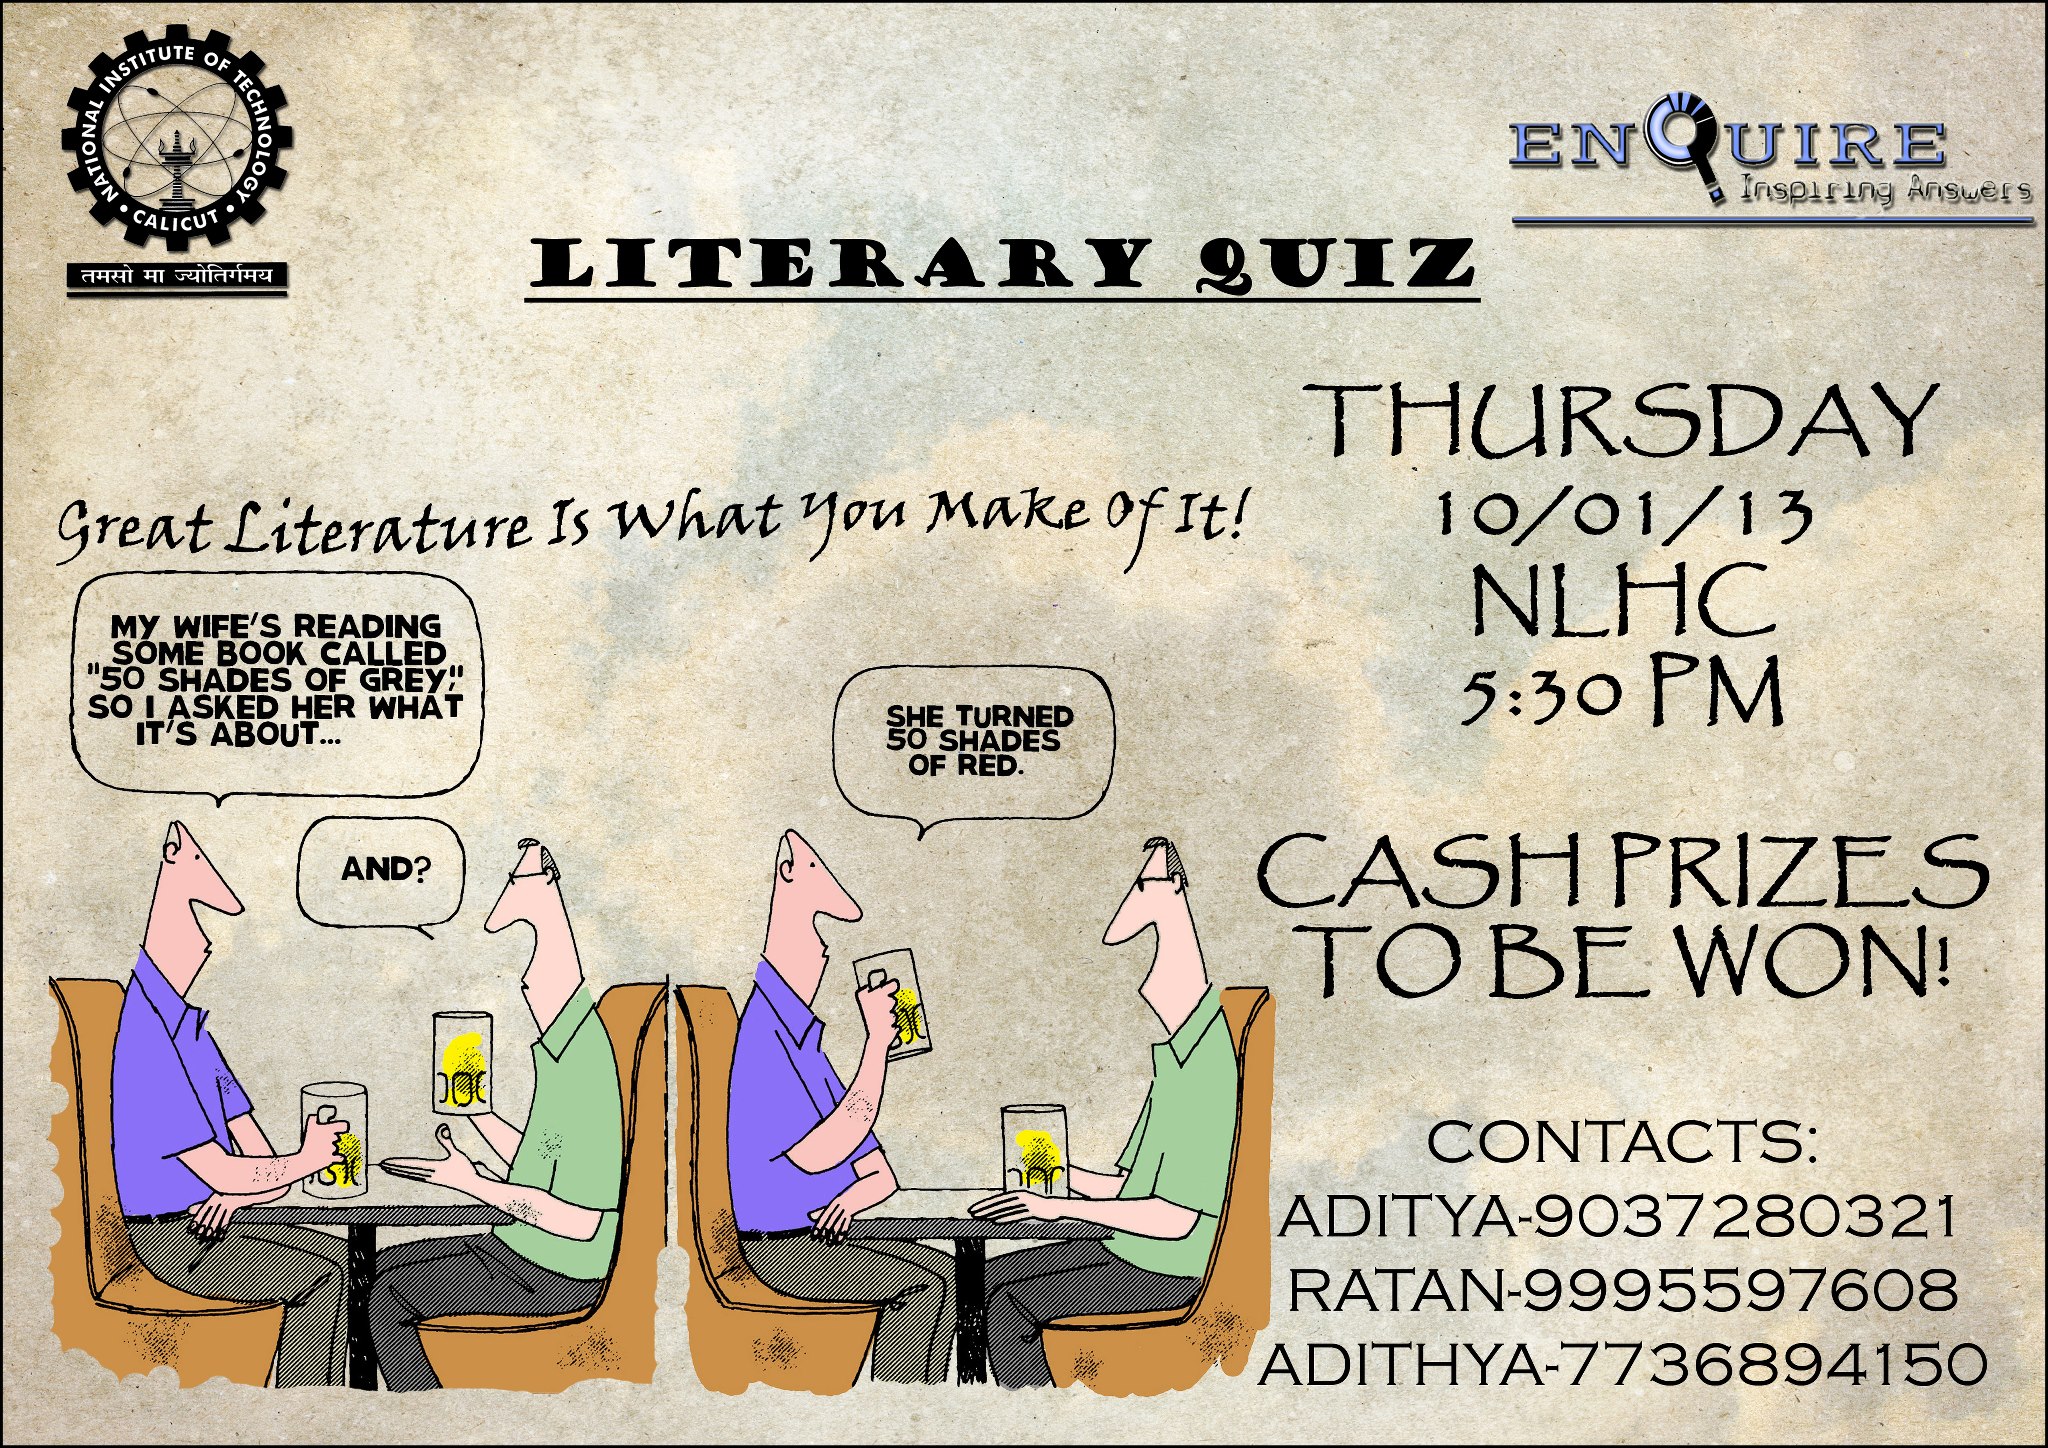 NATIONAL INSTITUTE OF TECHNOLOGY
• CALICUT •
तमसो मा ज्योतिर्गमय
ENQUIRE
Inspiring Answers
LITERARY QUIZ
Great Literature Is What You Make Of It!
MY WIFE'S READING
SOME BOOK CALLED
"50 SHADES OF GREY,"
SO I ASKED HER WHAT
IT'S ABOUT...
AND?
SHE TURNED
50 SHADES
OF RED.
THURSDAY
10/01/13
NLHC
5:30 PM
CASH PRIZES
TO BE WON!
CONTACTS:
ADITYA-9037280321
RATAN-9995597608
ADITHYA-7736894150